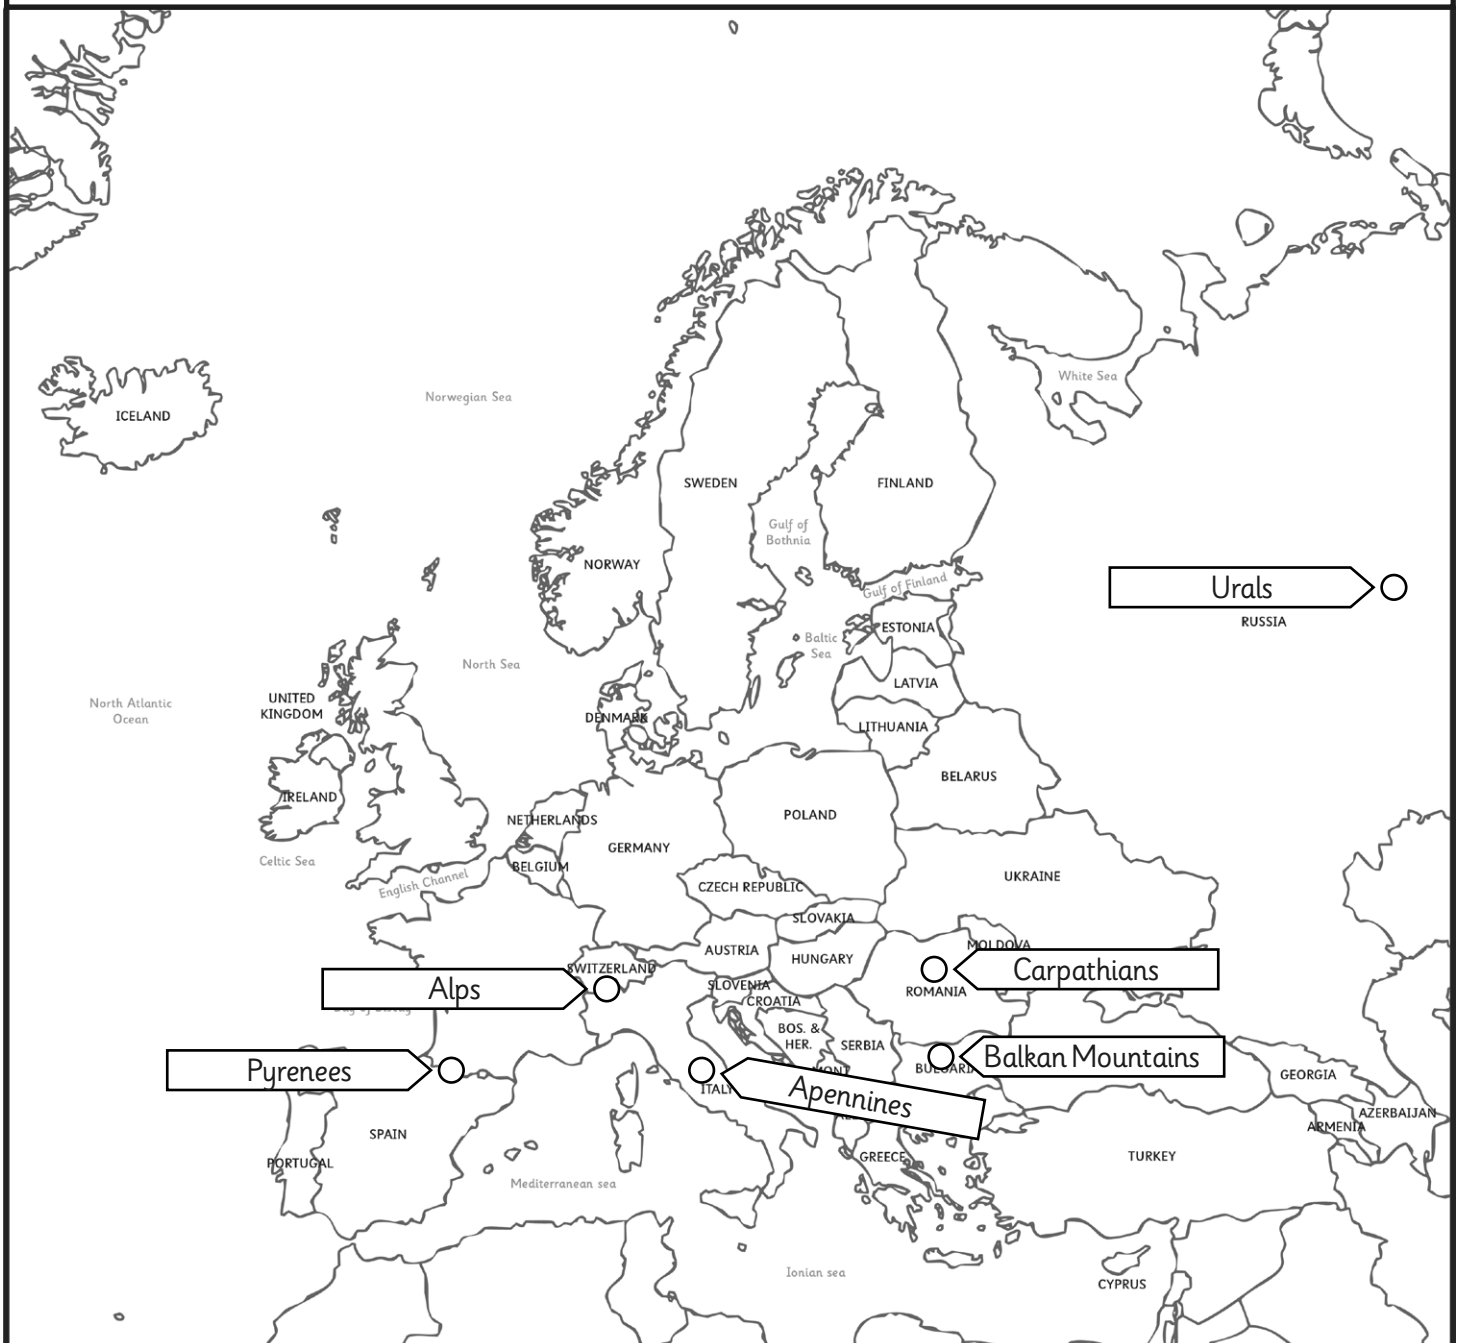 ICELAND
Norwegian Sea
White Sea
SWEDEN
FINLAND
Gulf of
Bothnia
NORWAY
Gulf of Finland
Urals
RUSSIA
ESTONIA
Baltic
Sea
North Sea
LATVIA
North Atlantic
Ocean
UNITED
KINGDOM
DENMARK
LITHUANIA
BELARUS
IRELAND
NETHERLANDS
POLAND
GERMANY
Celtic Sea
English Channel
BELGIUM
UKRAINE
CZECH REPUBLIC
SLOVAKIA
AUSTRIA
MOLDOVA
HUNGARY
SWITZERLAND
Carpathians
Alps
SLOVENIA
ROMANIA
CROATIA
BOS. &
HER.
SERBIA
Balkan Mountains
BULGARIA
Pyrenees
GEORGIA
ITALY
Apennines
AZERBAIJAN
ARMENIA
SPAIN
PORTUGAL
GREECE
TURKEY
Mediterranean sea
Ionian sea
CYPRUS